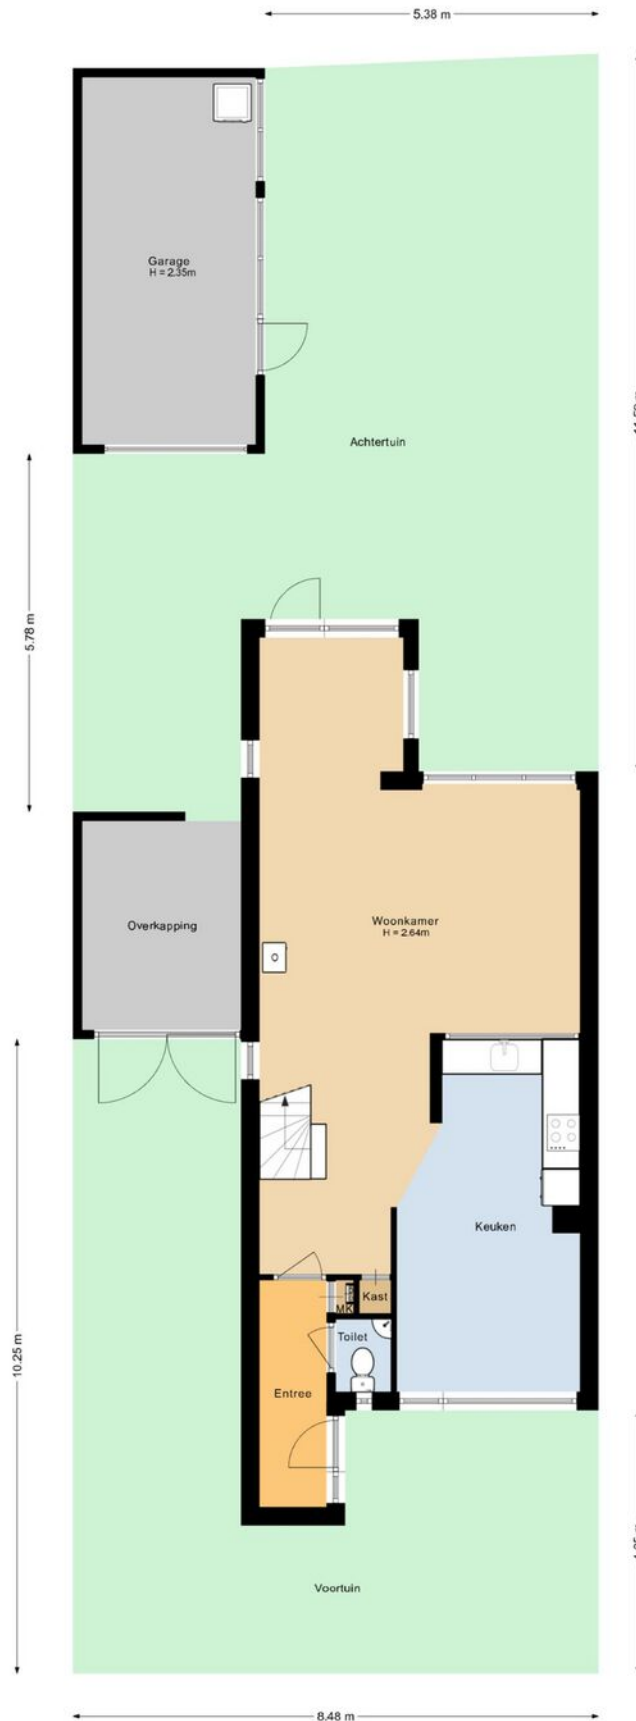 5.38 m
Garage
H = 2.35m
Achtertuin
5.78 m
Overkapping
Woonkamer
H = 2.64m
Keuken
Kast
MK
Toilet
Entree
10.25 m
Voortuin
8.48 m